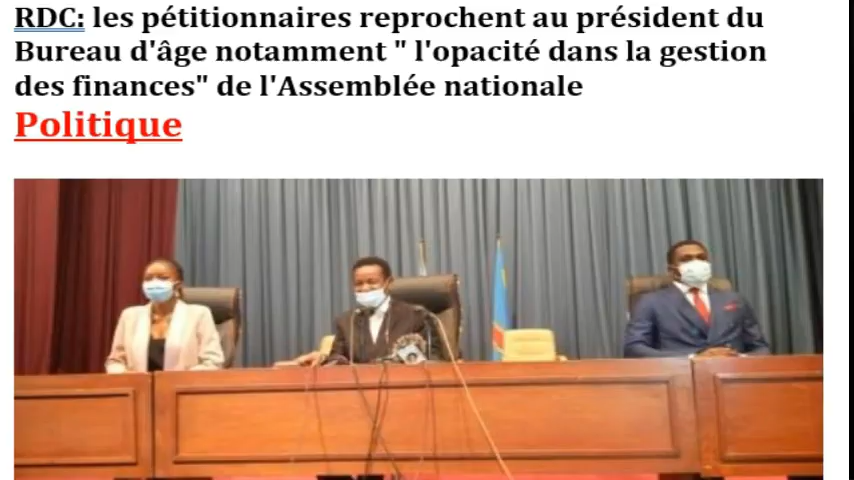 RDC: les pétitionnaires reprochent au président du
Bureau d'âge notamment " l'opacité dans la gestion
des finances" de l'Assemblée nationale
Politique